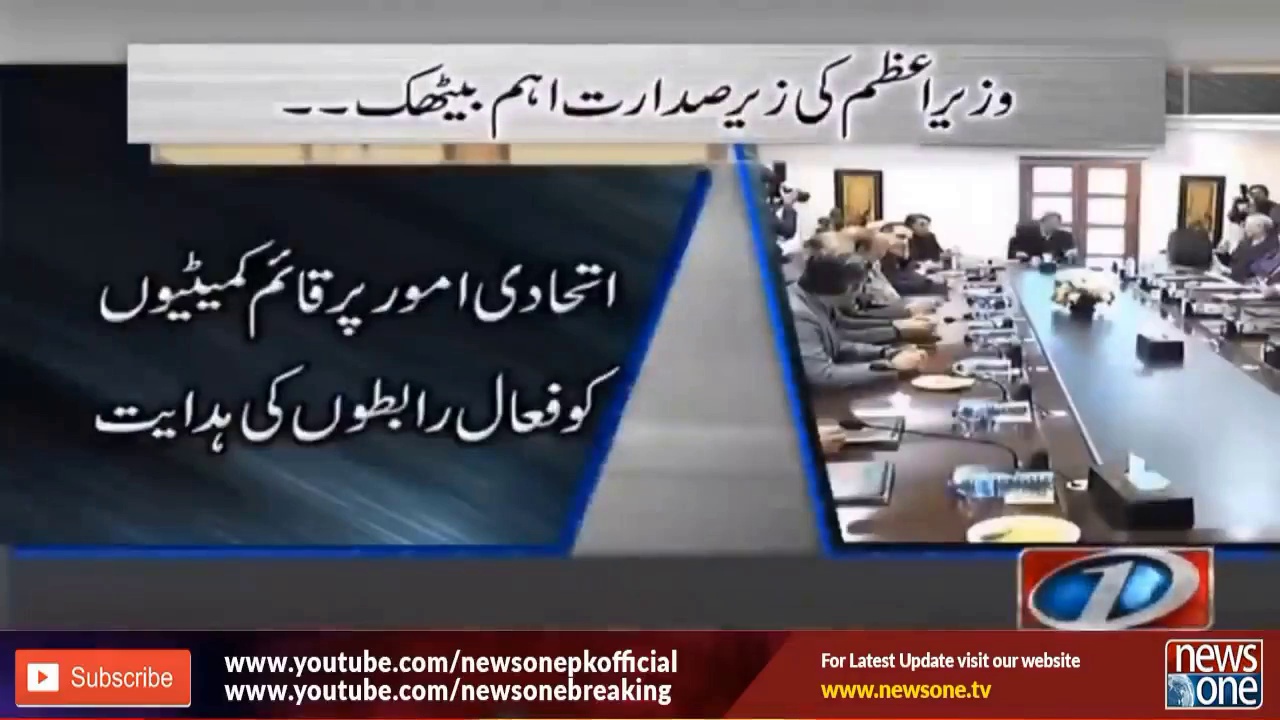 وزیراعظم کی زیرصدارت اہم بیٹھک۔۔
اتحادی امور پر قائم کمیٹیوں
کو فعال رابطوں کی ہدایت
1
Subscribe
www.youtube.com/newsonepkofficial
www.youtube.com/newsonebreaking
For Latest Update visit our website
www.newsone.tv
news
one